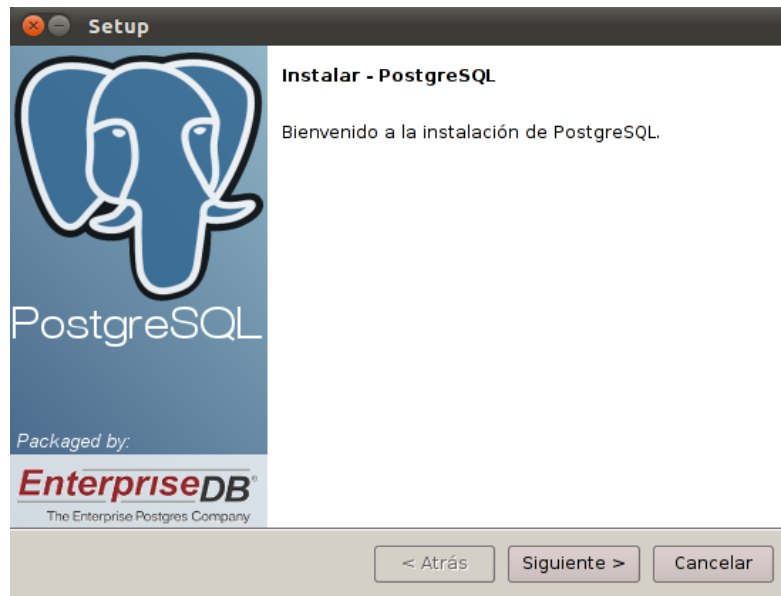 Setup
Instalar - PostgreSQL
Bienvenido a la instalación de PostgreSQL.
PostgreSQL
Packaged by:
EnterpriseDB®
The Enterprise Postgres Company
< Atrás
Siguiente >
Cancelar